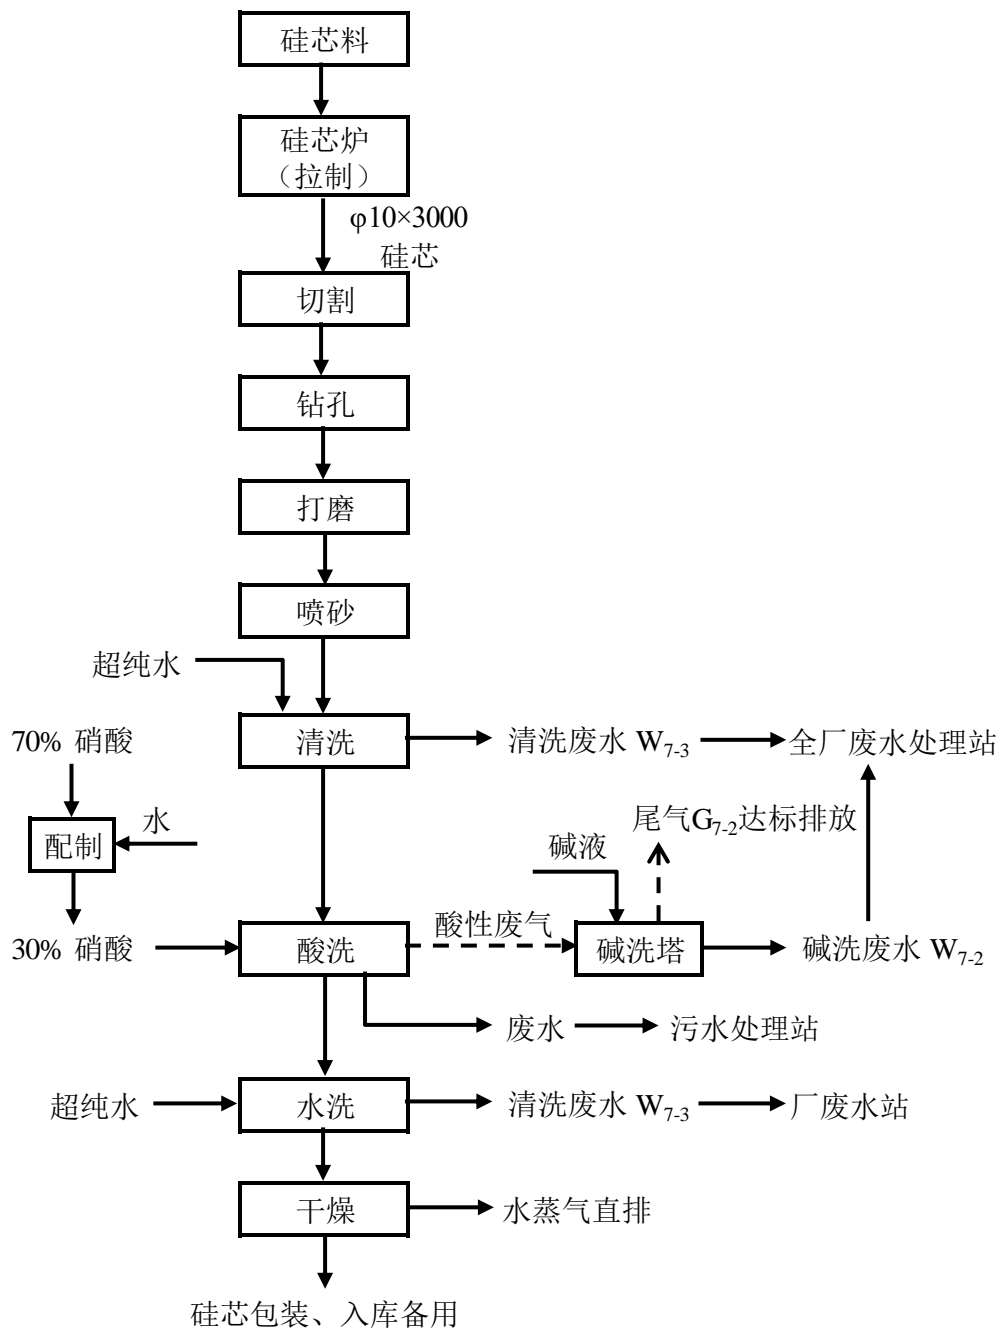 硅芯料
硅芯炉
（拉制）
φ10×3000
硅芯
切割
钻孔
打磨
喷砂
超纯水
70% 硝酸
清洗
清洗废水 W7-3
全厂废水处理站
水
配制
尾气G7-2达标排放
碱液
酸性废气
30% 硝酸
酸洗
碱洗塔
碱洗废水 W7-2
废水
污水处理站
超纯水
水洗
清洗废水 W7-3
厂废水站
干燥
水蒸气直排
硅芯包装、入库备用